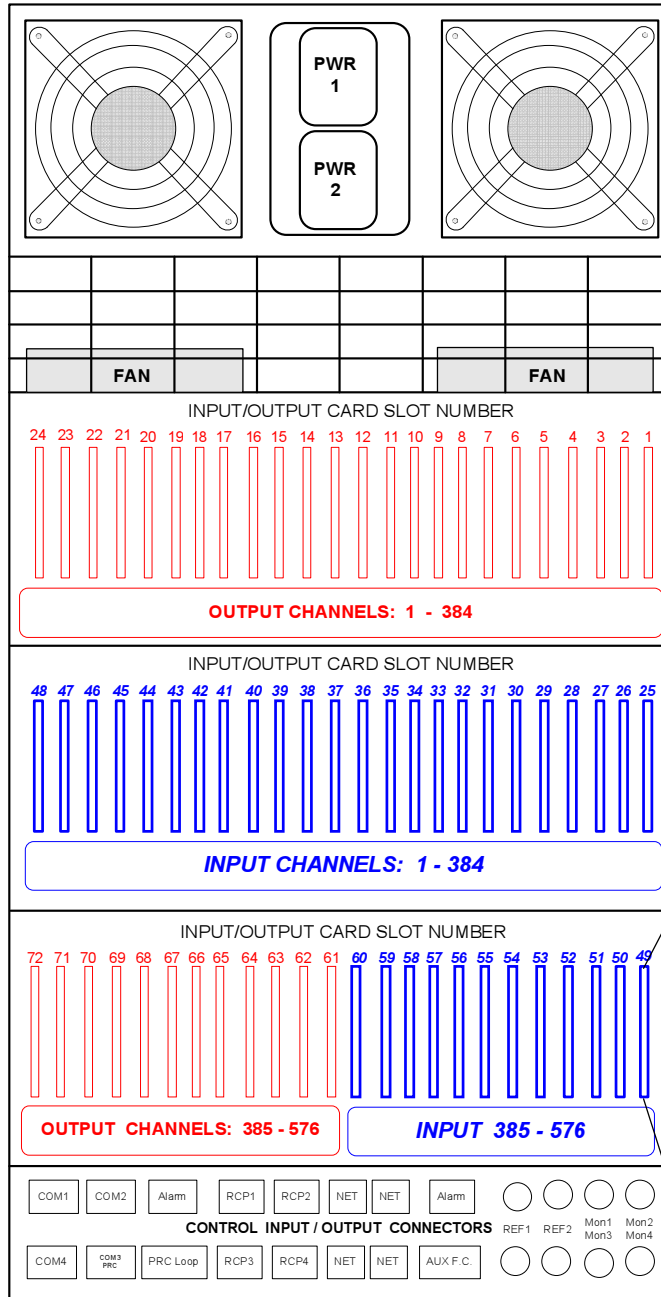 PWR
1
PWR
2
FAN FAN
INPUT/OUTPUT CARD SLOT NUMBER
24 23 22 21 20 19 18 17 16 15 14 13 12 11 10 9 8 7 6 5 4 3 2 1
OUTPUT CHANNELS: 1 - 384
INPUT/OUTPUT CARD SLOT NUMBER
48 47 46 45 44 43 42 41 40 39 38 37 36 35 34 33 32 31 30 29 28 27 26 25
INPUT CHANNELS: 1 - 384
INPUT/OUTPUT CARD SLOT NUMBER
72 71 70 69 68 67 66 65 64 63 62 61 60 59 58 57 56 55 54 53 52 51 50 49
OUTPUT CHANNELS: 385 - 576 INPUT 385 - 576
COM1 COM2 Alarm RCP1 RCP2 NET NET Alarm
CONTROL INPUT / OUTPUT CONNECTORS REF1 REF2 Mon1 Mon2
Mon3 Mon4
COM4 COM3 PRC PRC Loop RCP3 RCP4 NET NET AUX F.C.